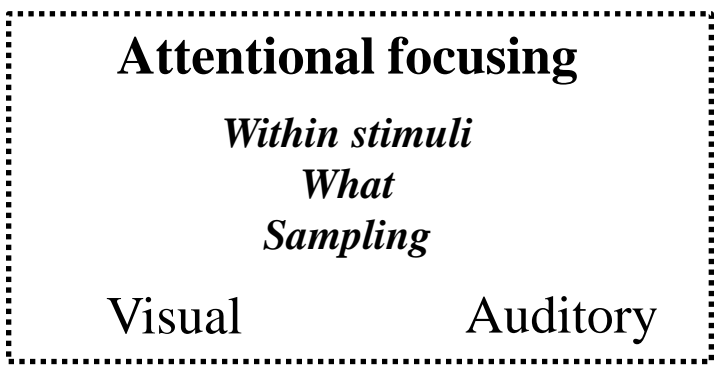 Attentional focusing
Within stimuli
What
Sampling
Visual Auditory